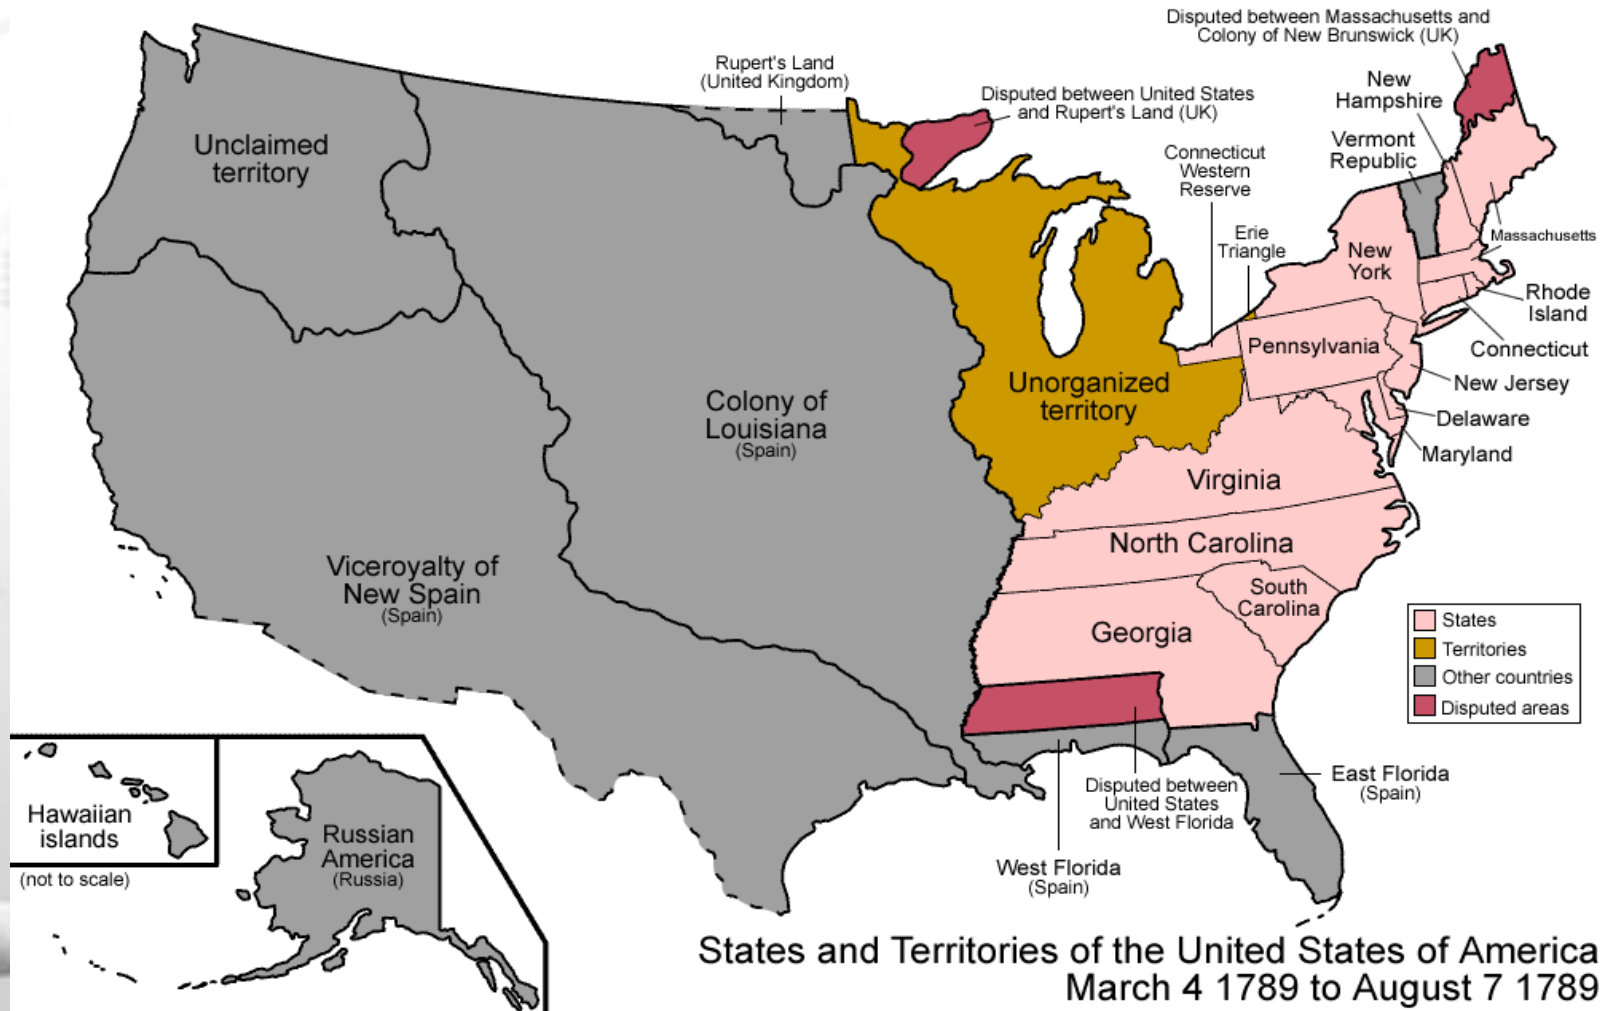 Disputed between Massachusetts and
Colony of New Brunswick (UK)
Rupert's Land
(United Kingdom)
New
Hampshire
Disputed between United States
and Rupert's Land (UK)
Vermont
Republic
Unclaimed
territory
Connecticut
Western
Reserve
Erie
Triangle
New
York
Massachusetts
Rhode
Island
Pennsylvania
Connecticut
Unorganized
territory
New Jersey
Colony of
Louisiana
(Spain)
Delaware
Maryland
Virginia
North Carolina
Viceroyalty of
New Spain
(Spain)
South
Carolina
Georgia
States
Territories
Other countries
Disputed areas
Disputed between
United States
and West Florida
East Florida
(Spain)
West Florida
(Spain)
Hawaiian
islands
(not to scale)
Russian
America
(Russia)
States and Territories of the United States of America
March 4 1789 to August 7 1789